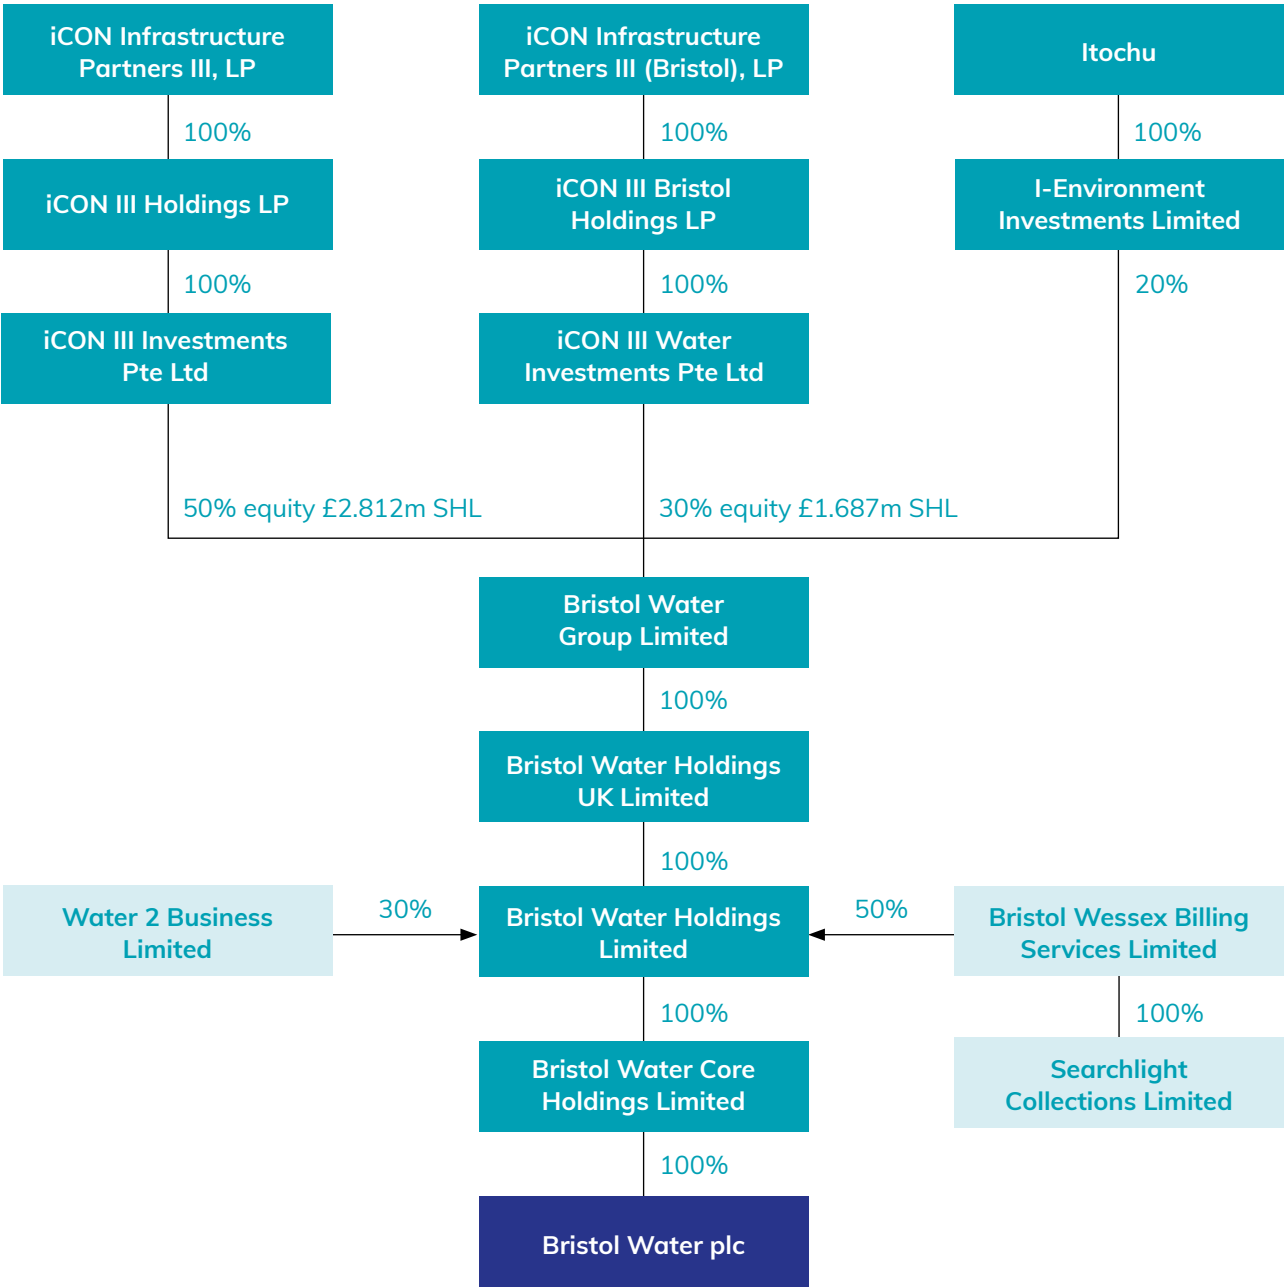 iCON Infrastructure
Partners III, LP
iCON Infrastructure
Partners III (Bristol), LP
Itochu
100%
100%
100%
iCON III Holdings LP
iCON III Bristol
Holdings LP
I-Environment
Investments Limited
100%
100%
20%
iCON III Investments
Pte Ltd
iCON III Water
Investments Pte Ltd
50% equity £2.812m SHL
30% equity £1.687m SHL
Bristol Water
Group Limited
100%
Bristol Water Holdings
UK Limited
100%
Water 2 Business
Limited
30%
Bristol Water Holdings
Limited
50%
Bristol Wessex Billing
Services Limited
100%
100%
Bristol Water Core
Holdings Limited
Searchlight
Collections Limited
100%
Bristol Water plc